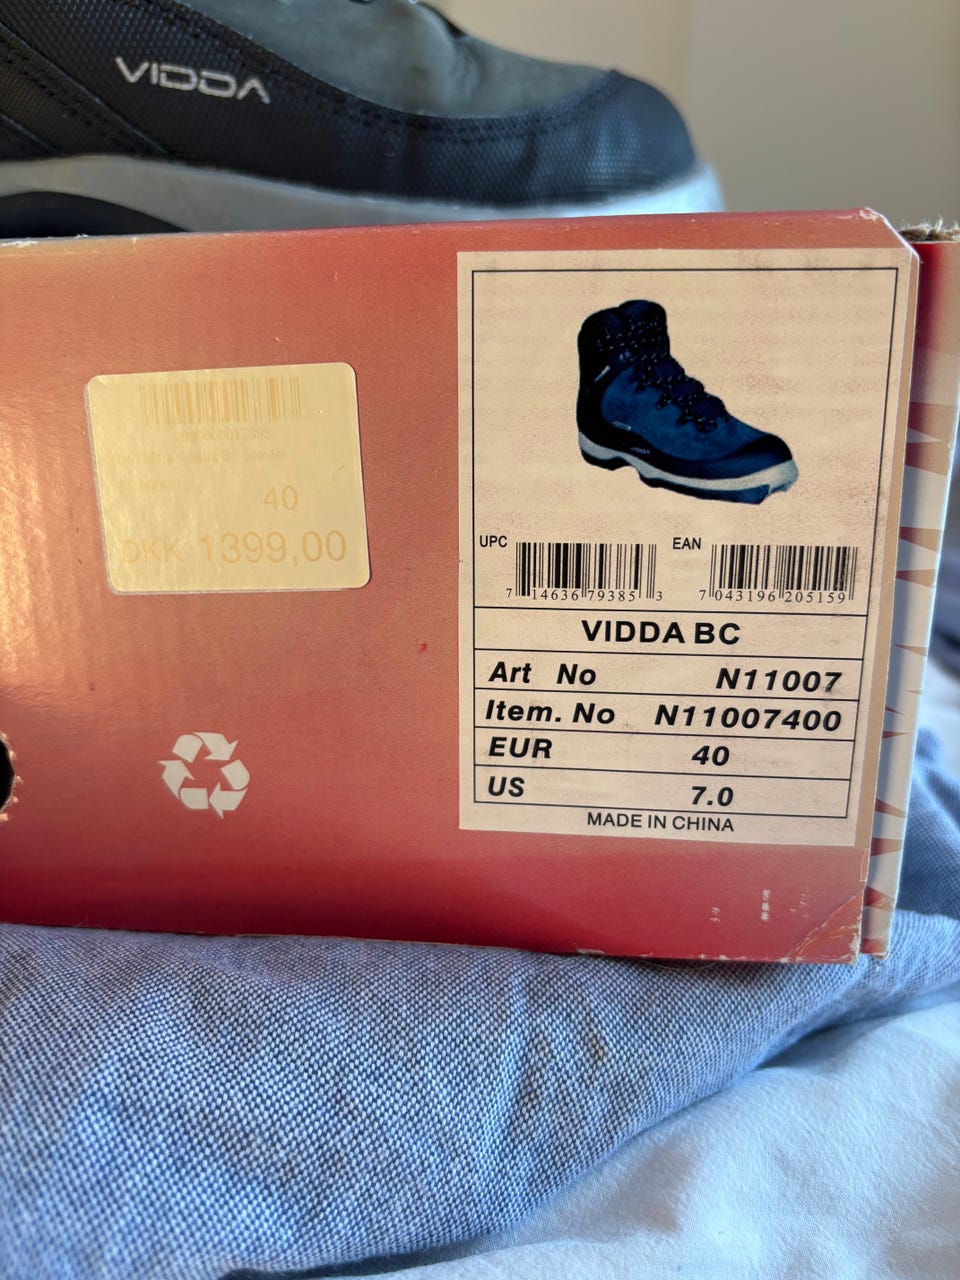 VIDDA
40
DKK 1399,00
UPC
7 14636 79385 3
EAN
7 043196 205159
VIDDA BC
Art No N11007
Item. No N11007400
EUR 40
US 7.0
MADE IN CHINA